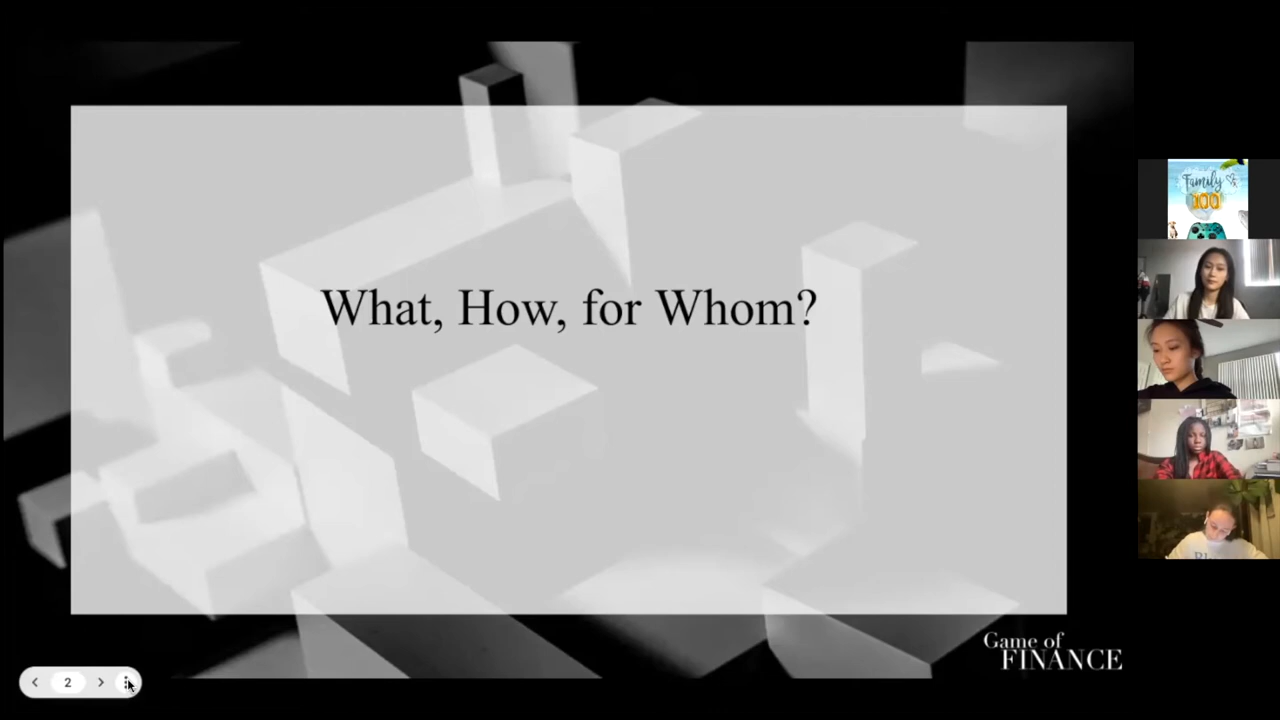 What, How, for Whom?
Family
100
Game of
FINANCE
2